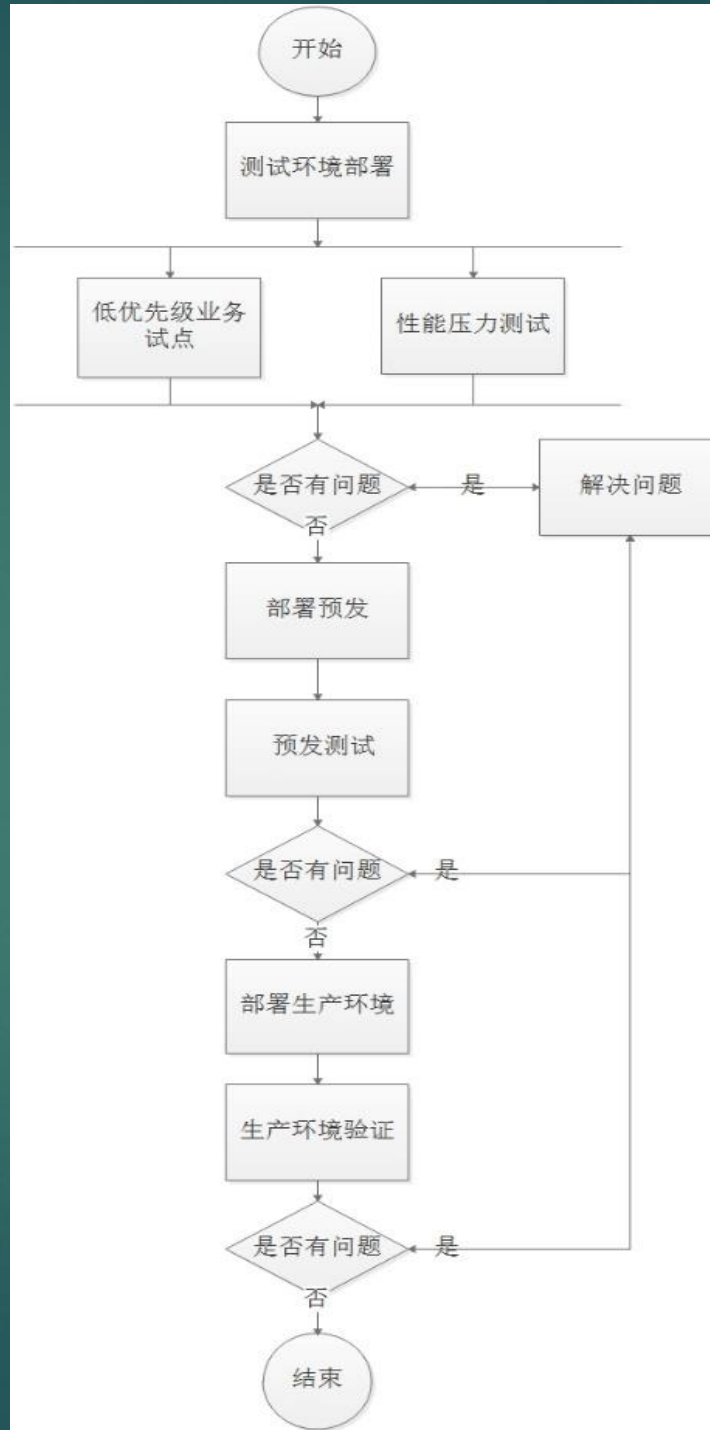 开始
测试环境部署
低优先级业务
试点
性能压力测试
是否有问题
是
解决问题
否
部署预发
预发测试
是否有问题
是
否
部署生产环境
生产环境验证
是否有问题
是
否
结束